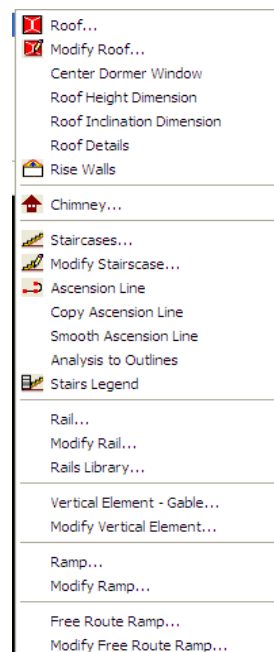 Roof...
Modify Roof...
Center Dormer Window
Roof Height Dimension
Roof Inclination Dimension
Roof Details
Rise Walls
Chimney...
Staircases...
Modify Stairscase...
Ascension Line
Copy Ascension Line
Smooth Ascension Line
Analysis to Outlines
Stairs Legend
Rail...
Modify Rail...
Rails Library...
Vertical Element - Gable...
Modify Vertical Element...
Ramp...
Modify Ramp...
Free Route Ramp...
Modify Free Route Ramp...